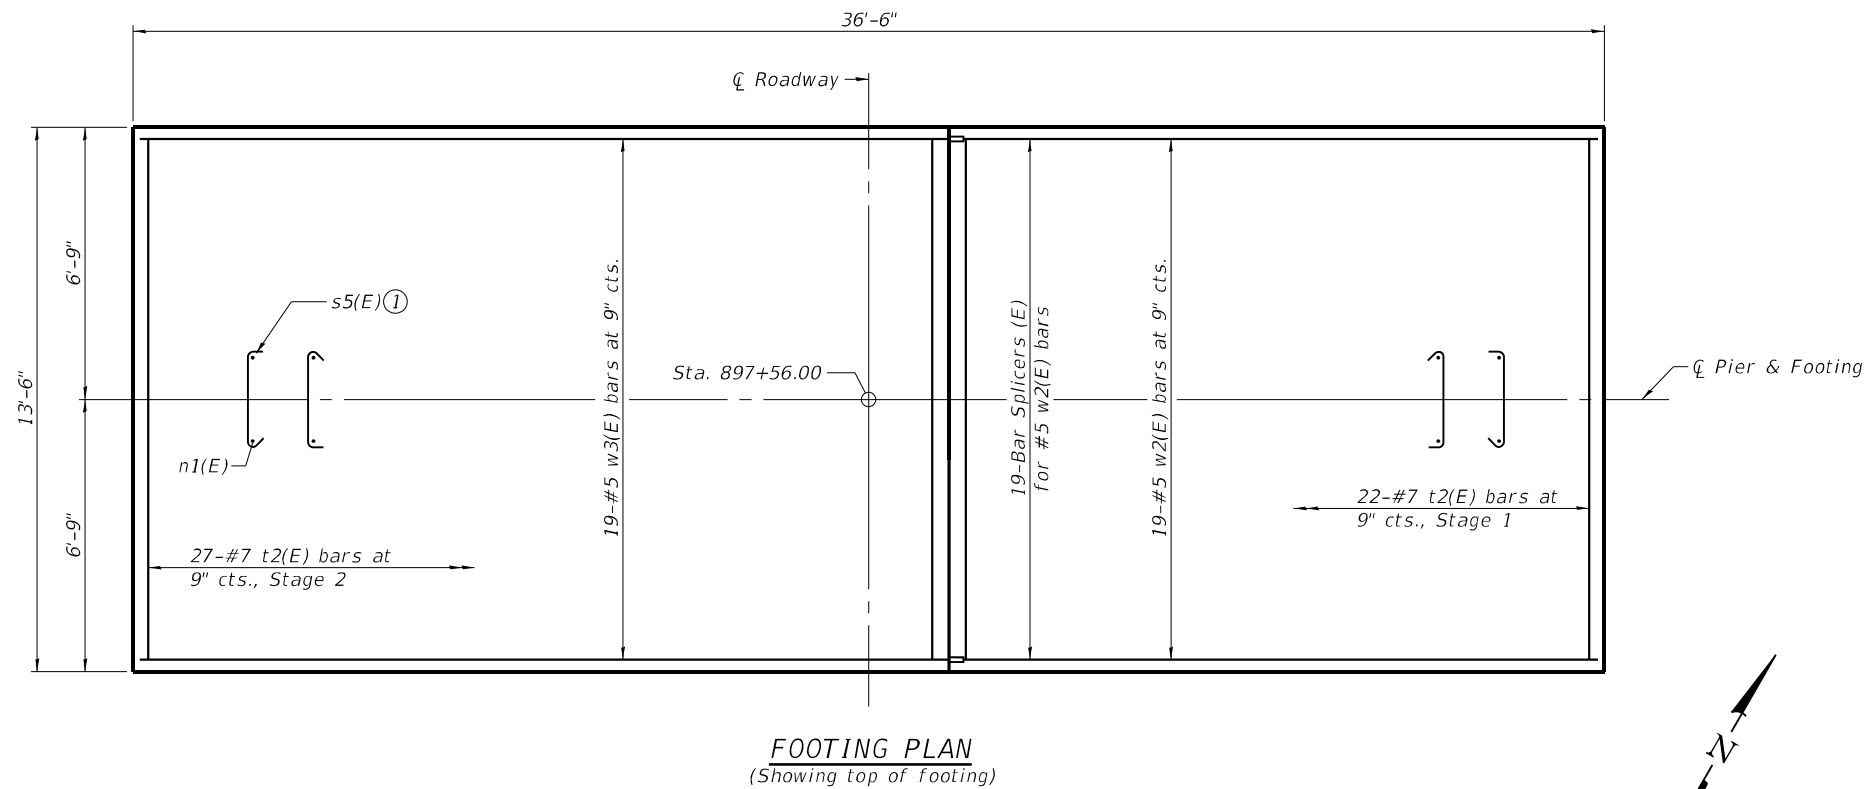 36'-6"
℄ Roadway
13'-6"
6'-9"
6'-9"
s5(E) 1
n1(E)
19-#5 w3(E) bars at 9" cts.
Sta. 897+56.00
19-Bar Splicers (E)
for #5 w2(E) bars
19-#5 w2(E) bars at 9" cts.
℄ Pier & Footing
22-#7 t2(E) bars at
9" cts., Stage 1
27-#7 t2(E) bars at
9" cts., Stage 2
FOOTING PLAN
(Showing top of footing)
N